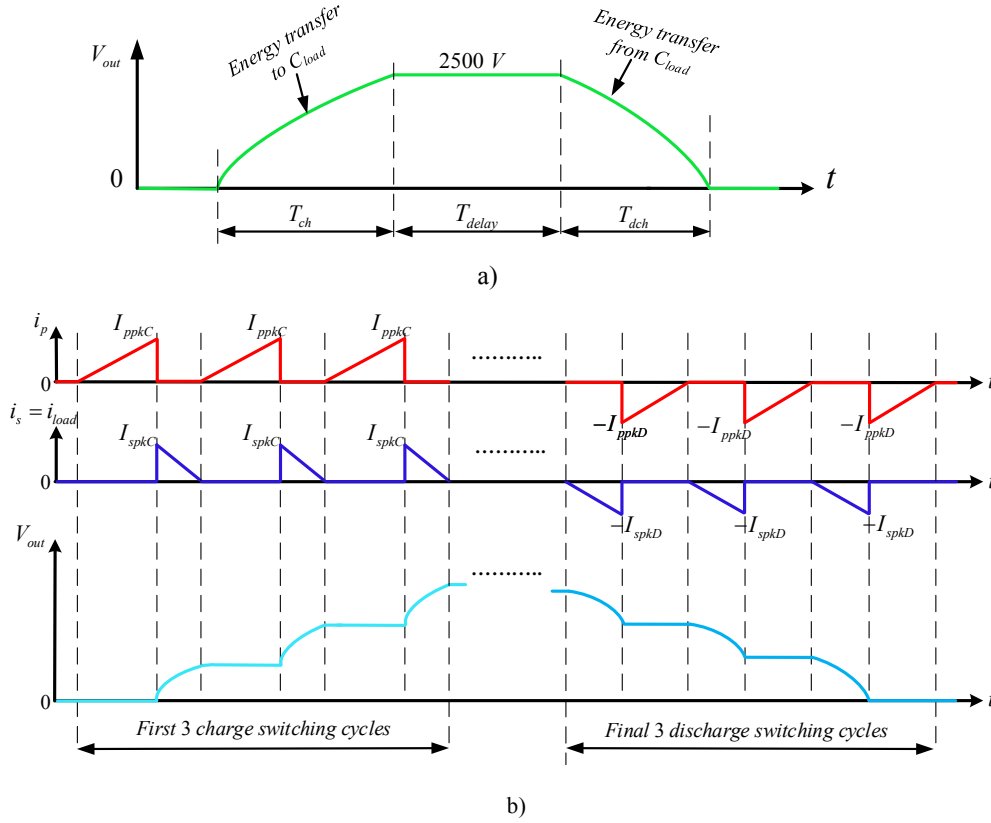 V_out
Energy transfer
to C_load
2500 V
Energy transfer
from C_load
0
t
T_ch
T_delay
T_dch
a)
i_p
I_ppkC
I_ppkC
I_ppkC
...........
0
t
−I_ppkD
−I_ppkD
−I_ppkD
i_s = i_load
I_spkC
I_spkC
I_spkC
...........
0
t
−I_spkD
−I_spkD
−I_spkD
V_out
...........
0
t
First 3 charge switching cycles
Final 3 discharge switching cycles
b)